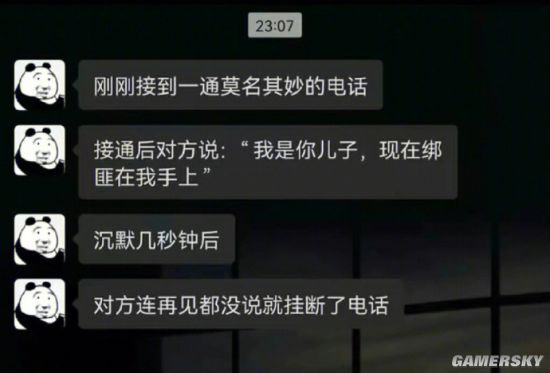 23:07
刚刚接到一通莫名其妙的电话
接通后对方说：“我是你儿子，现在绑
匪在我手上”
沉默几秒钟后
对方连再见都没说就挂断了电话
GAMERSKY